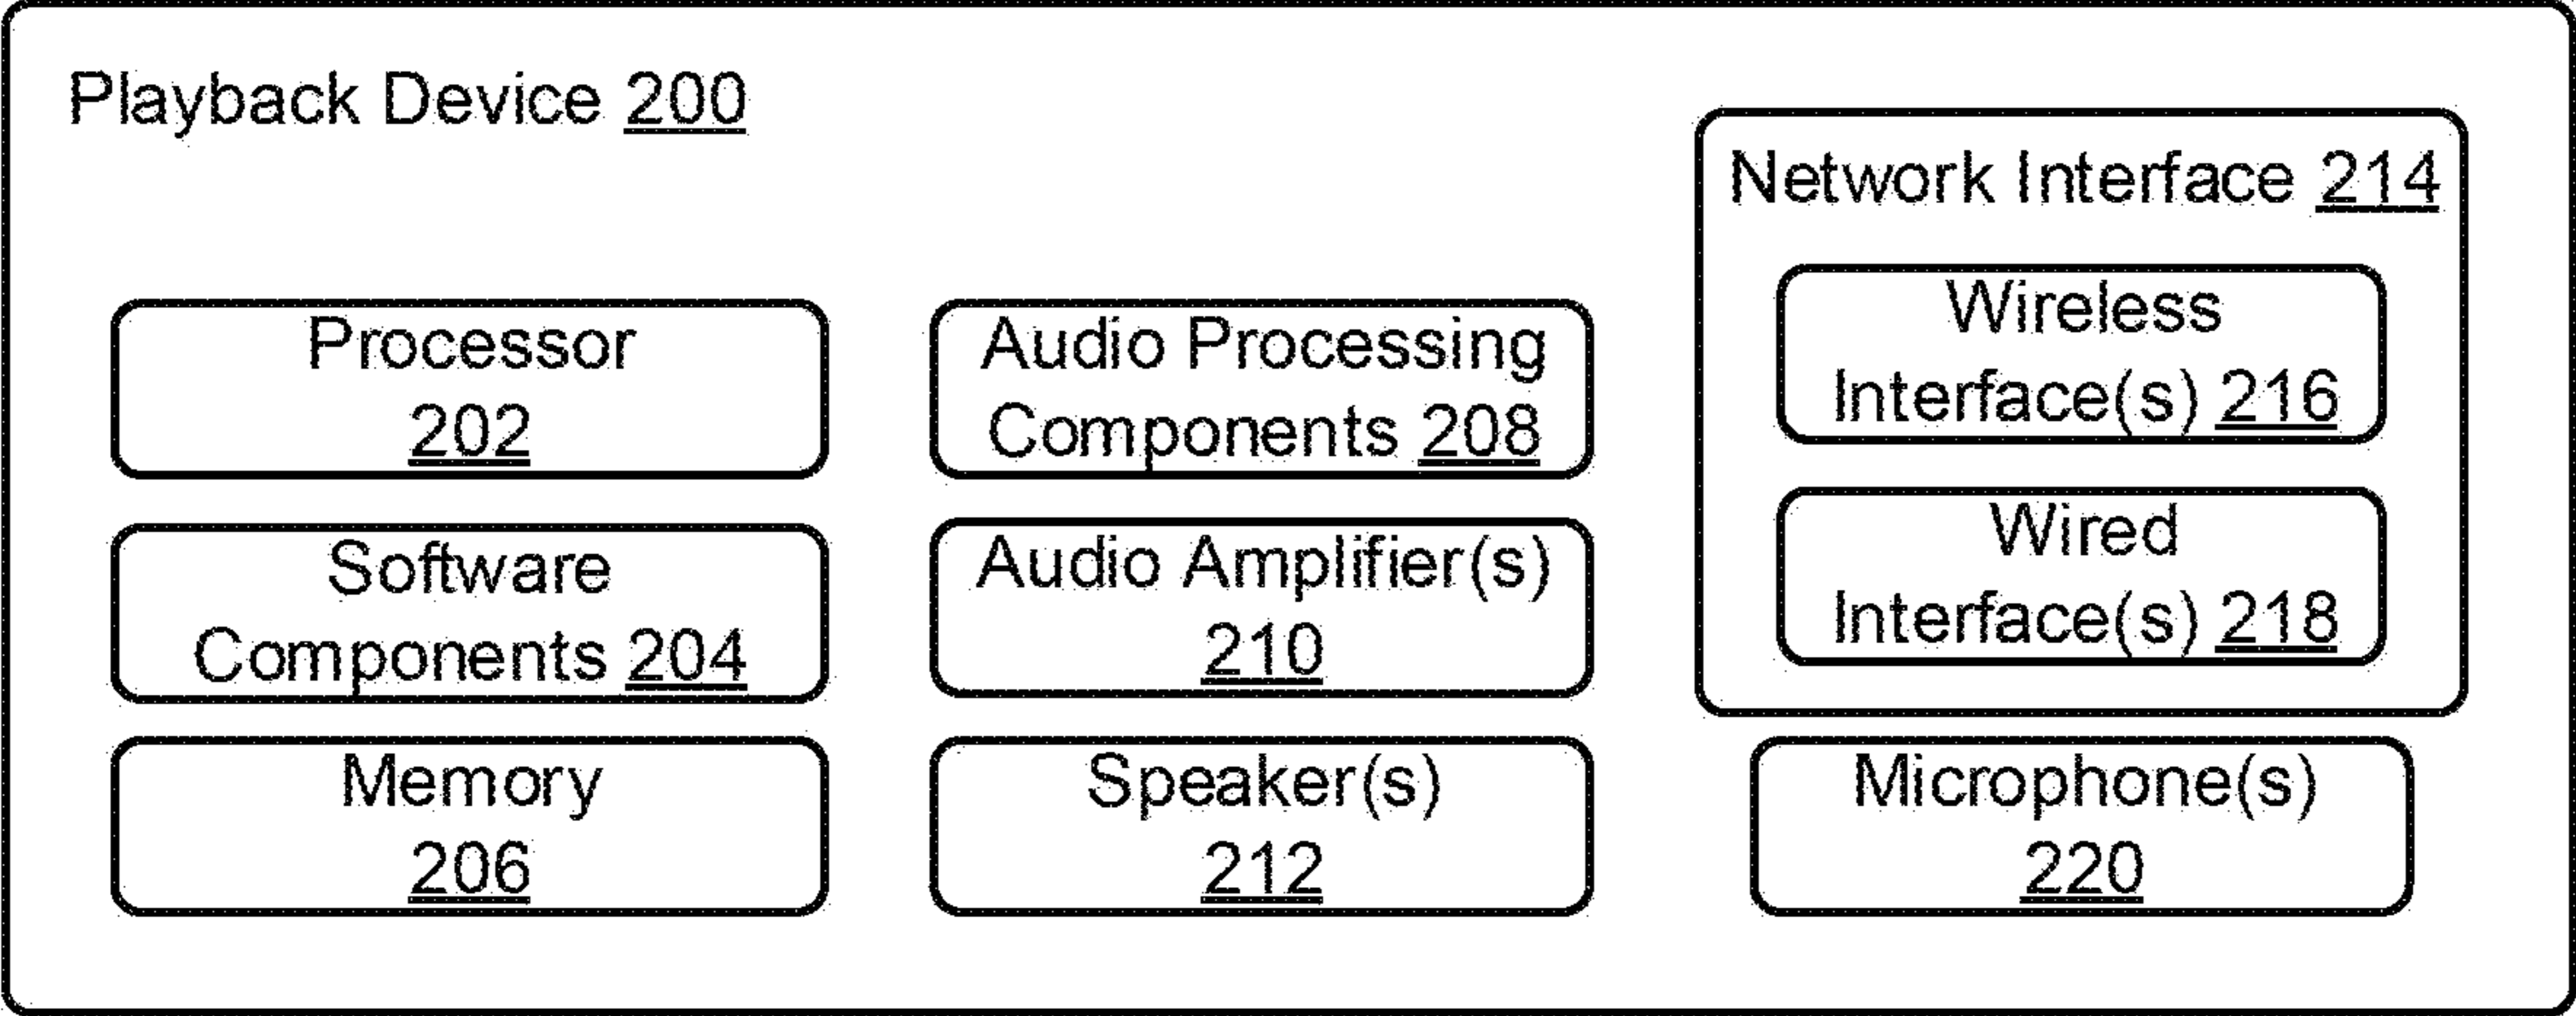 Playback Device 200
Processor
202
Software
Components 204
Memory
206
Audio Processing
Components 208
Audio Amplifier(s)
210
Speaker(s)
212
Network Interface 214
Wireless
Interface(s) 216
Wired
Interface(s) 218
Microphone(s)
220